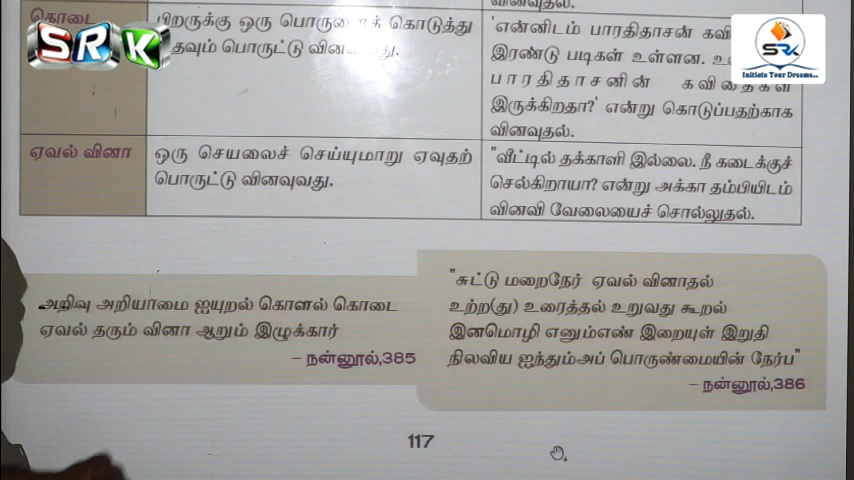 வினவுதல்.
கொடை
பிறருக்கு ஒரு பொருளைக் கொடுத்து
உதவும் பொருட்டு வினவுவது.
'என்னிடம் பாரதிதாசன்
இரண்டு படிகள் உள்ளன.
பாரதிதாசனின் கவிதைகள்
இருக்கிறதா?' என்று கொடுப்பதற்காக
வினவுதல்.
ஏவல் வினா
ஒரு செயலைச் செய்யுமாறு ஏவுதற்
பொருட்டு வினவுவது.
"வீட்டில் தக்காளி இல்லை. நீ கடைக்குச்
செல்கிறாயா? என்று அக்கா தம்பியிடம்
வினவி வேலையைச் சொல்லுதல்.
அறிவு அறியாமை ஐயுறல் கொளல் கொடை
ஏவல் தரும் வினா ஆறும் இழுக்கார்
– நன்னூல்,385
"சுட்டு மறைநேர் ஏவல் வினாதல்
உற்ற(து) உரைத்தல் உறுவது கூறல்
இனமொழி எனும்எண் இறையுள் இறுதி
நிலவிய ஐந்தும்அப் பொருண்மையின் நேர்ப"
– நன்னூல்,386
117
SRK
SRK
Initiate Your Dreams...